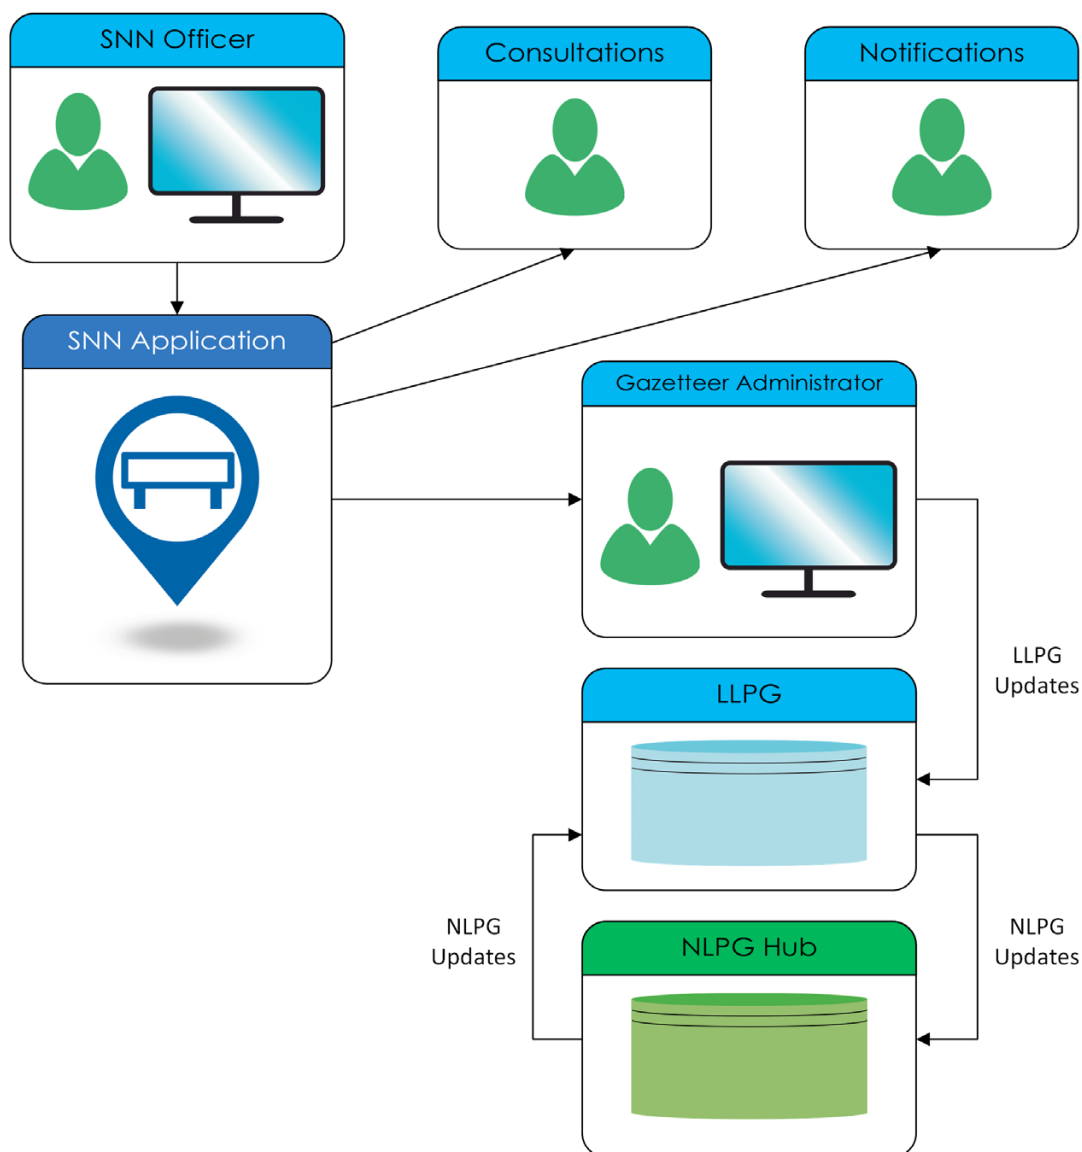 SNN Officer
Consultations
Notifications
SNN Application
Gazetteer Administrator
LLPG
Updates
LLPG
NLPG
Updates
NLPG
Updates
NLPG Hub